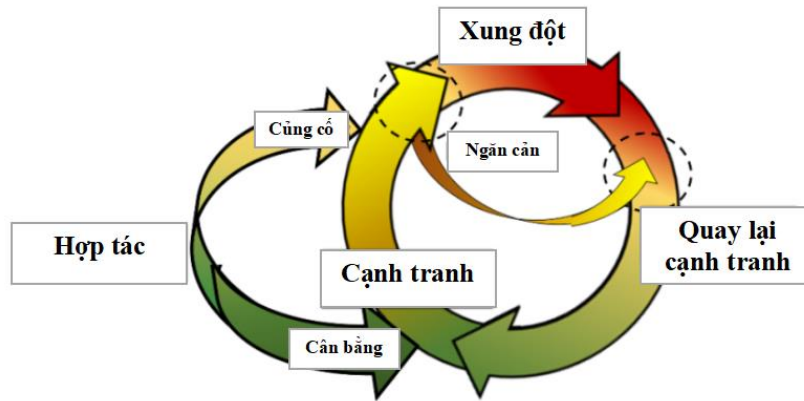 Xung đột
Củng cố
Ngăn cản
Hợp tác
Cạnh tranh
Quay lại
cạnh tranh
Cân bằng